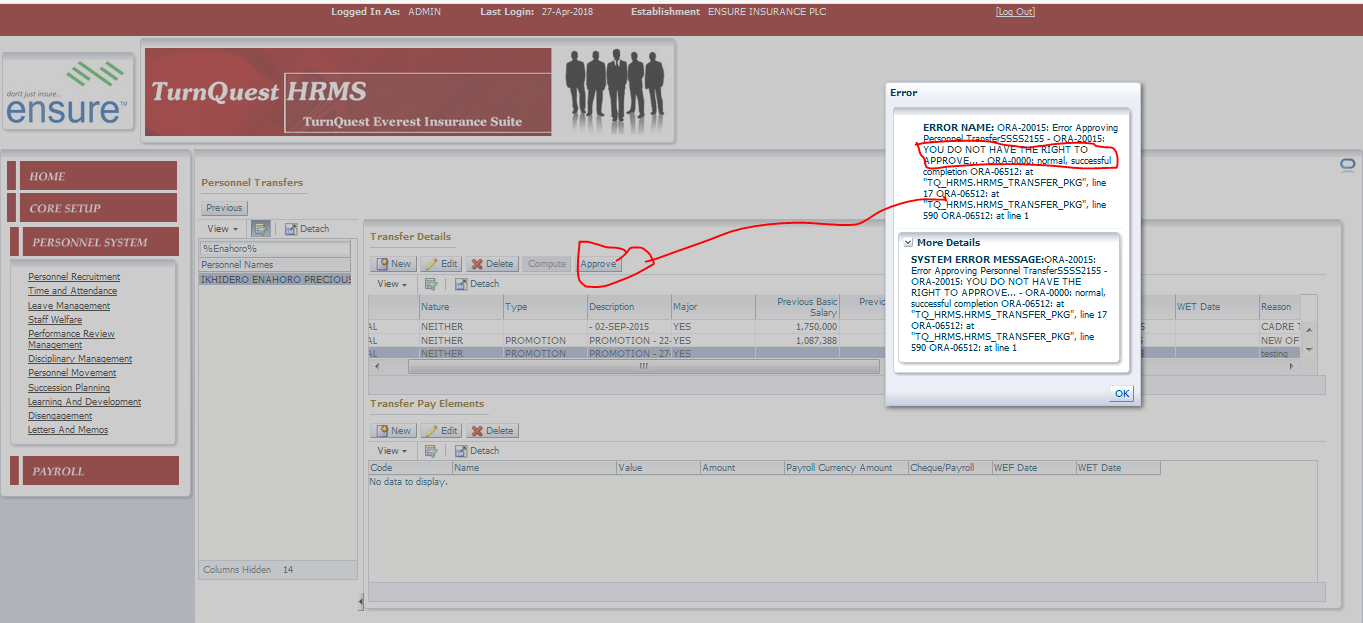 Logged In As: ADMIN Last Login: 27-Apr-2018 Establishment ENSURE INSURANCE PLC [Log Out]
don't just insure...
ensure™
TurnQuest HRMS
TurnQuest Everest Insurance Suite
HOME
CORE SETUP
PERSONNEL SYSTEM
Personnel Recruitment
Time and Attendance
Leave Management
Staff Welfare
Performance Review
Management
Disciplinary Management
Personnel Movement
Succession Planning
Learning And Development
Disengagement
Letters And Memos
PAYROLL
Personnel Transfers
Previous
View Detach
%Enahoro%
Personnel Names
IKHIDERO ENAHORO PRECIOUS
Columns Hidden 14
Transfer Details
New Edit Delete Compute Approve
View Detach
Nature Type Description Major Previous Basic Salary Previo WET Date Reason
AL NEITHER - 02-SEP-2015 YES 1,750,000 CADRE T
AL NEITHER PROMOTION PROMOTION - 22- YES 1,087,388 NEW OF
AL NEITHER PROMOTION PROMOTION - 27- YES testing
Transfer Pay Elements
New Edit Delete
View Detach
Code Name Value Amount Payroll Currency Amount Cheque/Payroll WEF Date WET Date
No data to display.
Error
ERROR NAME: ORA-20015: Error Approving
Personnel TransferSSSS2155 - ORA-20015:
YOU DO NOT HAVE THE RIGHT TO
APPROVE... - ORA-0000: normal, successful
completion ORA-06512: at
"TQ_HRMS.HRMS_TRANSFER_PKG", line
17 ORA-06512: at
"TQ_HRMS.HRMS_TRANSFER_PKG", line
590 ORA-06512: at line 1
More Details
SYSTEM ERROR MESSAGE:ORA-20015:
Error Approving Personnel TransferSSSS2155 -
ORA-20015: YOU DO NOT HAVE THE
RIGHT TO APPROVE... - ORA-0000: normal,
successful completion ORA-06512: at
"TQ_HRMS.HRMS_TRANSFER_PKG", line 17
ORA-06512: at
"TQ_HRMS.HRMS_TRANSFER_PKG", line
590 ORA-06512: at line 1
OK